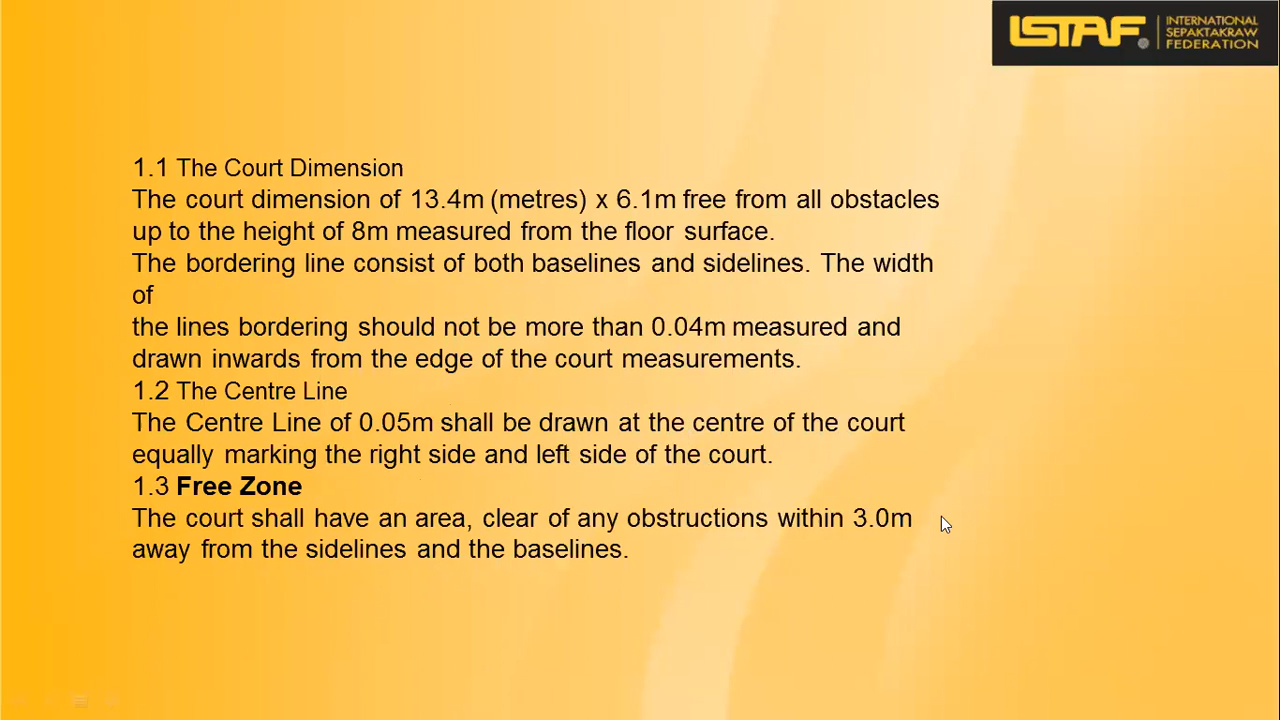 ISTAF
INTERNATIONAL
SEPAKTAKRAW
FEDERATION
1.1 The Court Dimension
The court dimension of 13.4m (metres) x 6.1m free from all obstacles
up to the height of 8m measured from the floor surface.
The bordering line consist of both baselines and sidelines. The width
of
the lines bordering should not be more than 0.04m measured and
drawn inwards from the edge of the court measurements.
1.2 The Centre Line
The Centre Line of 0.05m shall be drawn at the centre of the court
equally marking the right side and left side of the court.
1.3 Free Zone
The court shall have an area, clear of any obstructions within 3.0m
away from the sidelines and the baselines.